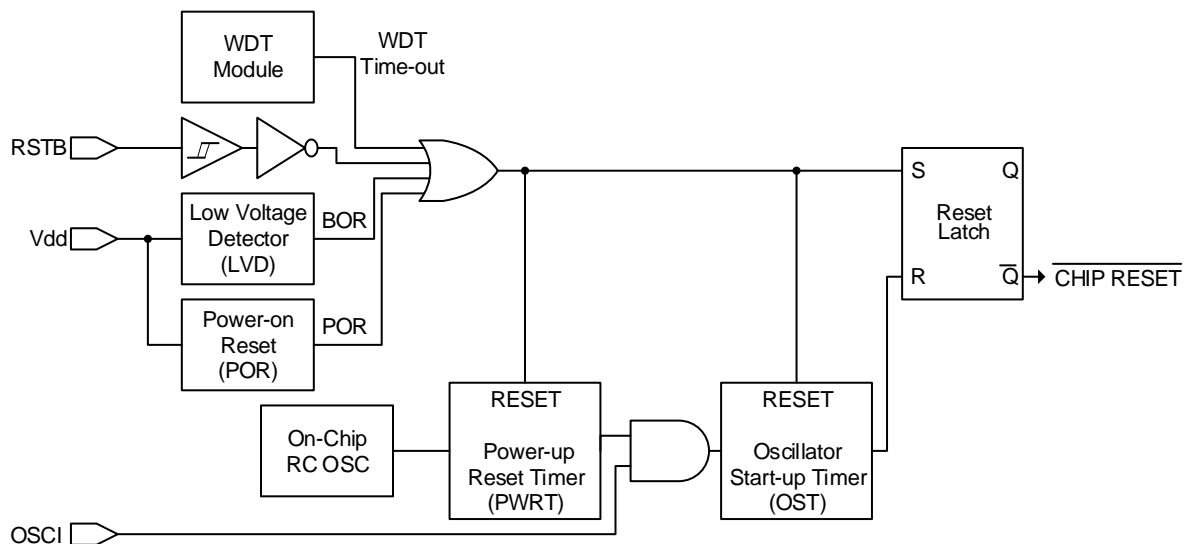 WDT
Module
WDT
Time-out
RSTB
Vdd
Low Voltage
Detector
(LVD)
BOR
Power-on
Reset
(POR)
POR
S
Q
Reset
Latch
R
Q̅
CHIP RESET
On-Chip
RC OSC
RESET
Power-up
Reset Timer
(PWRT)
RESET
Oscillator
Start-up Timer
(OST)
OSCI